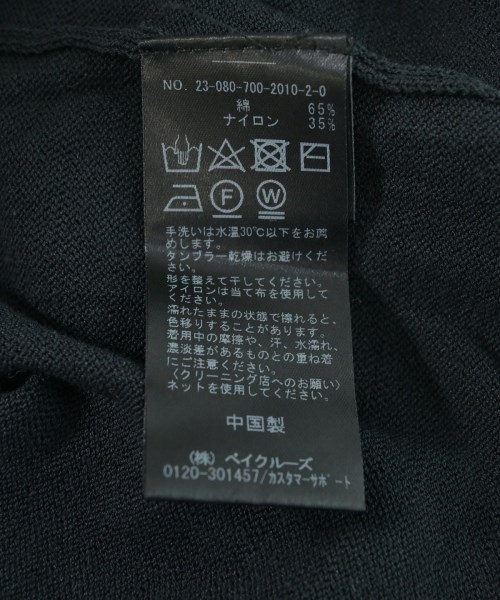 NO. 23-080-700-2010-2-0
綿 65%
ナイロン 35%
F W
手洗いは水温30℃以下をお薦
めします。
タンブラー乾燥はお避けくだ
さい。
形を整えて干してください。
アイロンは当て布を使用して
ください。
濡れたままの状態で擦れると、
色移りすることがあります。
着用中の摩擦や、汗、水濡れ、
濃淡差があるものとの重ね着
にご注意ください。
〈クリーニング店へのお願い〉
ネットを使用してください。
中国製
(株) ベイクルーズ
0120-301457/カスタマーサポート